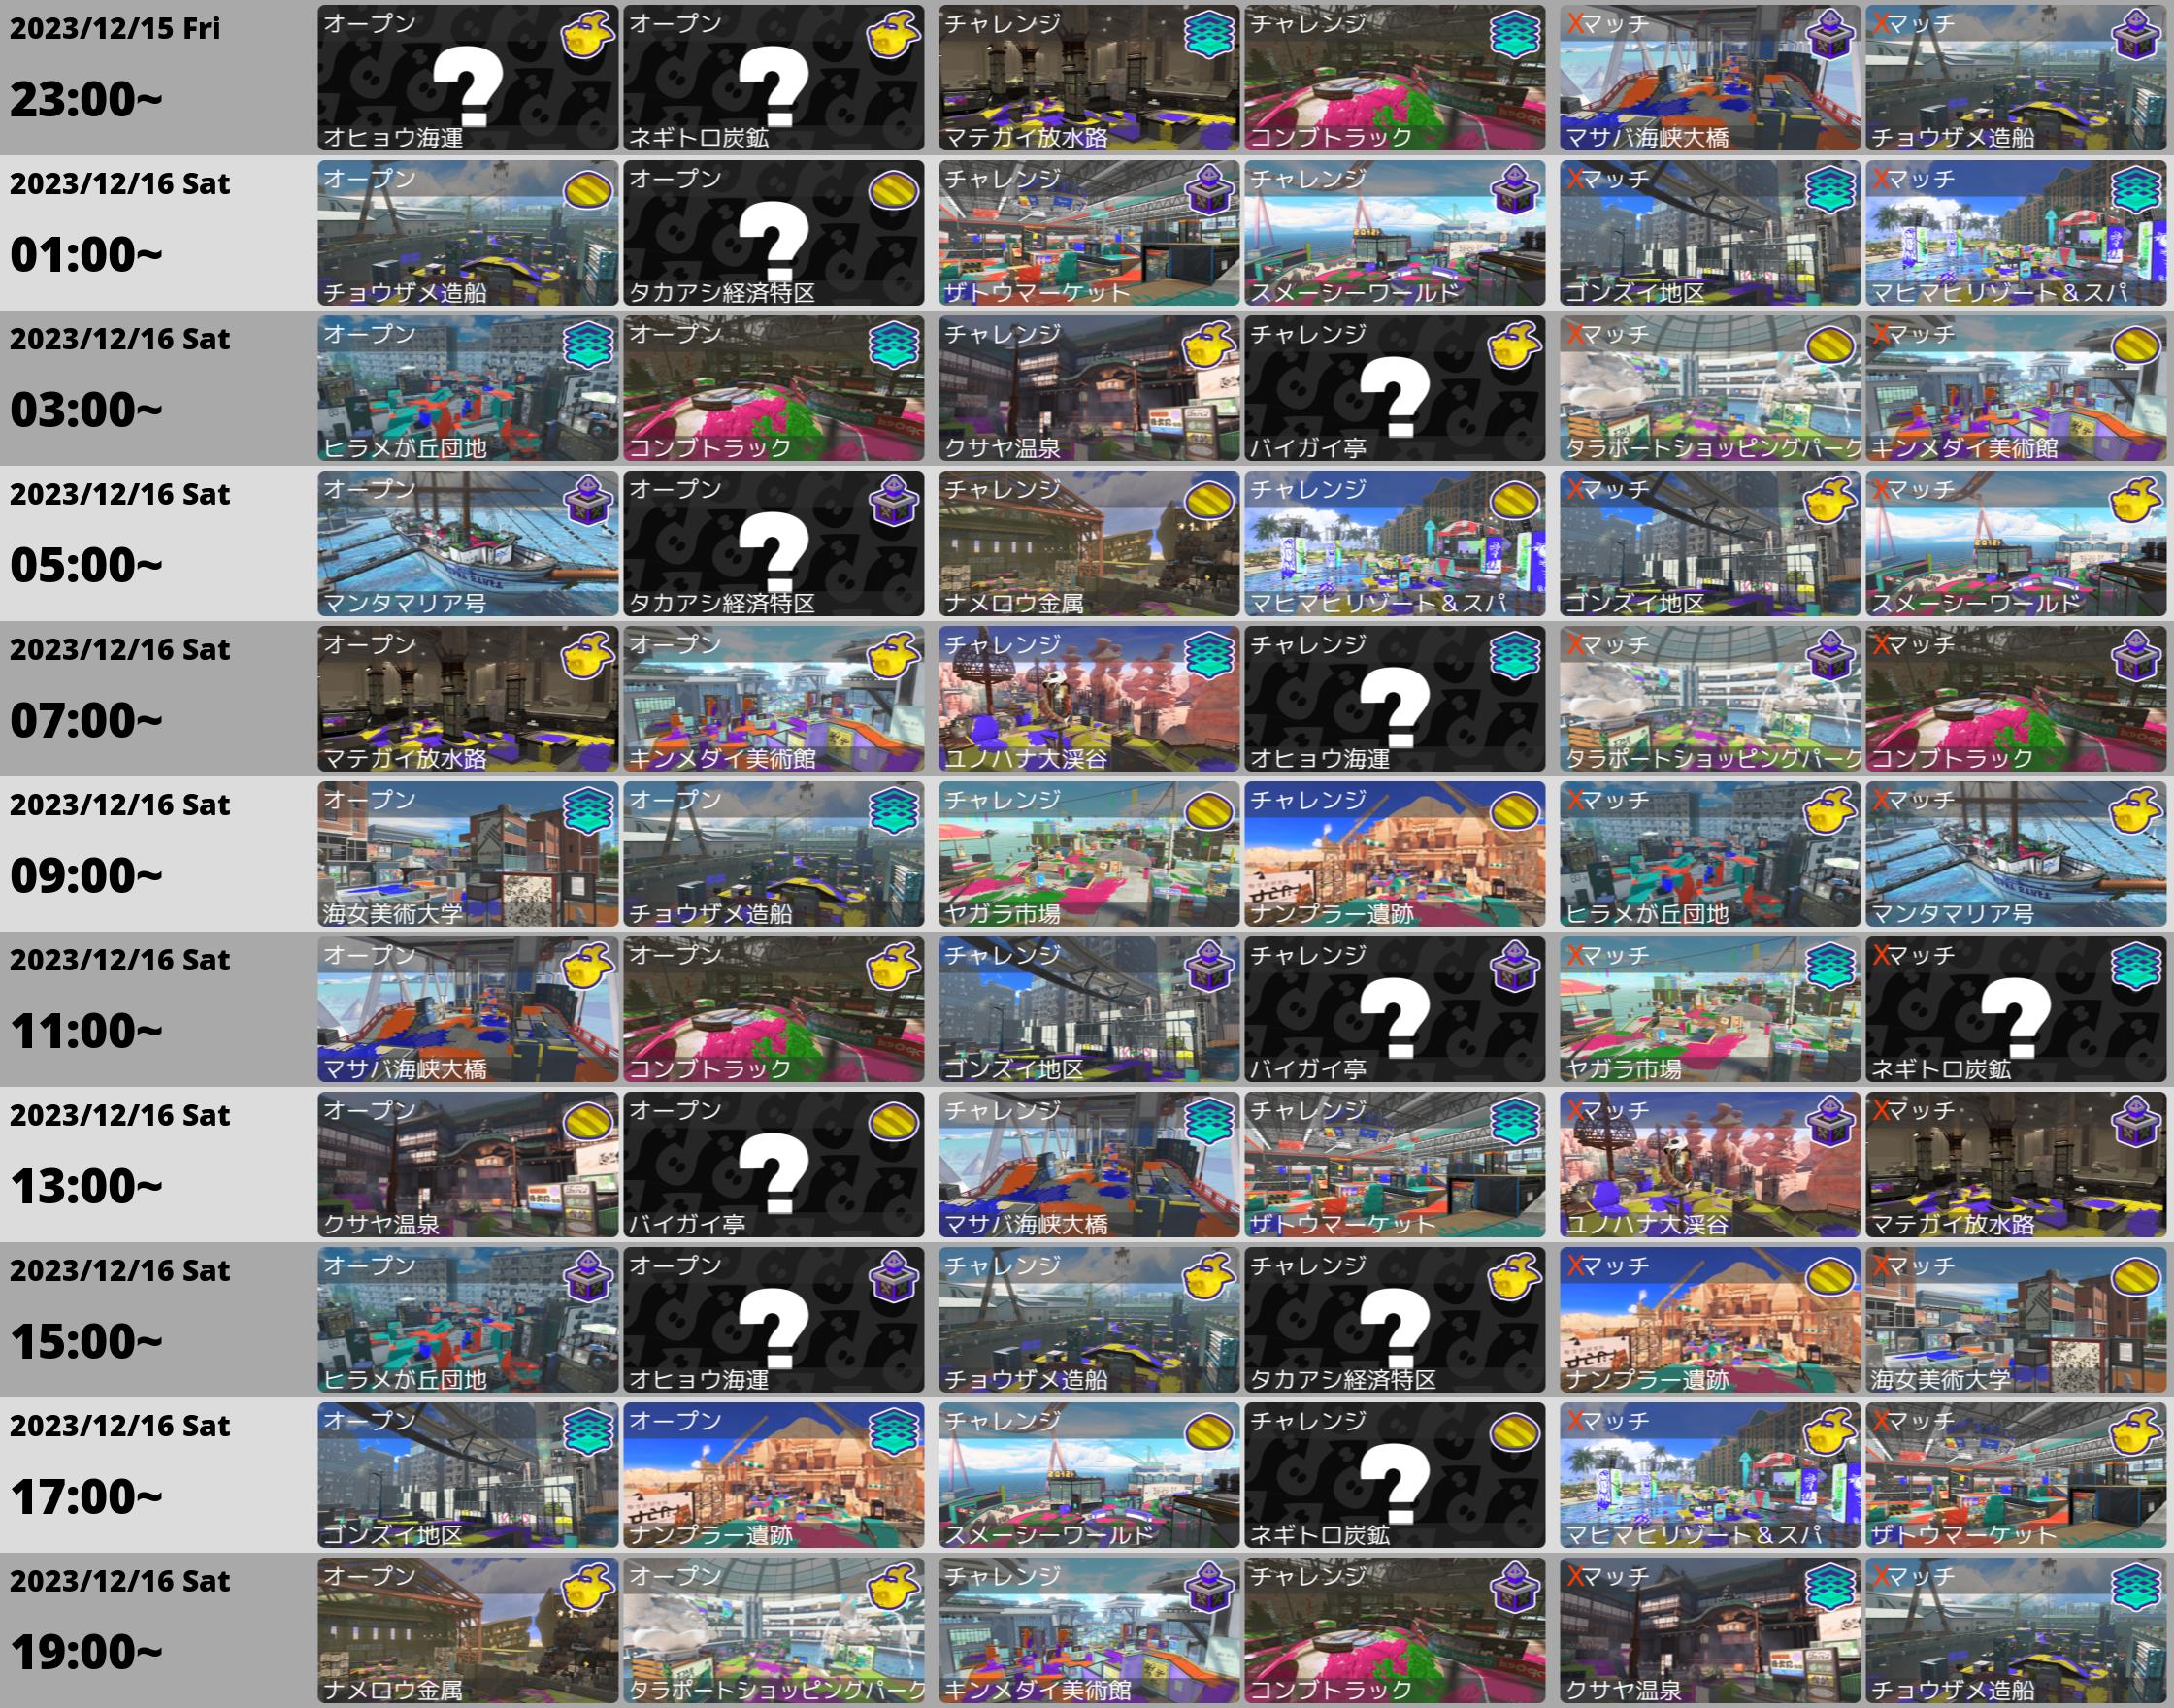 2023/12/15 Fri
23:00~
オープン オープン チャレンジ チャレンジ Xマッチ Xマッチ
オヒョウ海運 ネギトロ炭鉱 マテガイ放水路 コンブトラック マサバ海峡大橋 チョウザメ造船
2023/12/16 Sat
01:00~
オープン オープン チャレンジ チャレンジ Xマッチ Xマッチ
チョウザメ造船 タカアシ経済特区 ザトウマーケット スメーシーワールド ゴンズイ地区 マヒマヒリゾート＆スパ
2023/12/16 Sat
03:00~
オープン オープン チャレンジ チャレンジ Xマッチ Xマッチ
ヒラメが丘団地 コンブトラック クサヤ温泉 バイガイ亭 タラポートショッピングパーク キンメダイ美術館
2023/12/16 Sat
05:00~
オープン オープン チャレンジ チャレンジ Xマッチ Xマッチ
マンタマリア号 タカアシ経済特区 ナメロウ金属 マヒマヒリゾート＆スパ ゴンズイ地区 スメーシーワールド
2023/12/16 Sat
07:00~
オープン オープン チャレンジ チャレンジ Xマッチ Xマッチ
マテガイ放水路 キンメダイ美術館 ユノハナ大渓谷 オヒョウ海運 タラポートショッピングパーク コンブトラック
2023/12/16 Sat
09:00~
オープン オープン チャレンジ チャレンジ Xマッチ Xマッチ
海女美術大学 チョウザメ造船 ヤガラ市場 ナンプラー遺跡 ヒラメが丘団地 マンタマリア号
2023/12/16 Sat
11:00~
オープン オープン チャレンジ チャレンジ Xマッチ Xマッチ
マサバ海峡大橋 コンブトラック ゴンズイ地区 バイガイ亭 ヤガラ市場 ネギトロ炭鉱
2023/12/16 Sat
13:00~
オープン オープン チャレンジ チャレンジ Xマッチ Xマッチ
クサヤ温泉 バイガイ亭 マサバ海峡大橋 ザトウマーケット ユノハナ大渓谷 マテガイ放水路
2023/12/16 Sat
15:00~
オープン オープン チャレンジ チャレンジ Xマッチ Xマッチ
ヒラメが丘団地 オヒョウ海運 チョウザメ造船 タカアシ経済特区 ナンプラー遺跡 海女美術大学
2023/12/16 Sat
17:00~
オープン オープン チャレンジ チャレンジ Xマッチ Xマッチ
ゴンズイ地区 ナンプラー遺跡 スメーシーワールド ネギトロ炭鉱 マヒマヒリゾート＆スパ ザトウマーケット
2023/12/16 Sat
19:00~
オープン オープン チャレンジ チャレンジ Xマッチ Xマッチ
ナメロウ金属 タラポートショッピングパーク キンメダイ美術館 コンブトラック クサヤ温泉 チョウザメ造船